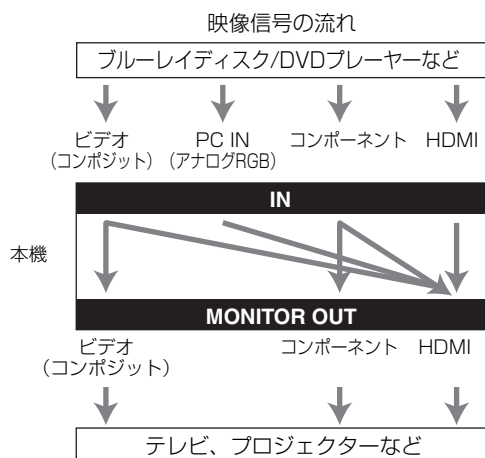 映像信号の流れ
ブルーレイディスク/DVDプレーヤーなど
ビデオ
（コンポジット）
PC IN
（アナログRGB）
コンポーネント
HDMI
IN
本機
MONITOR OUT
ビデオ
（コンポジット）
コンポーネント
HDMI
テレビ、プロジェクターなど